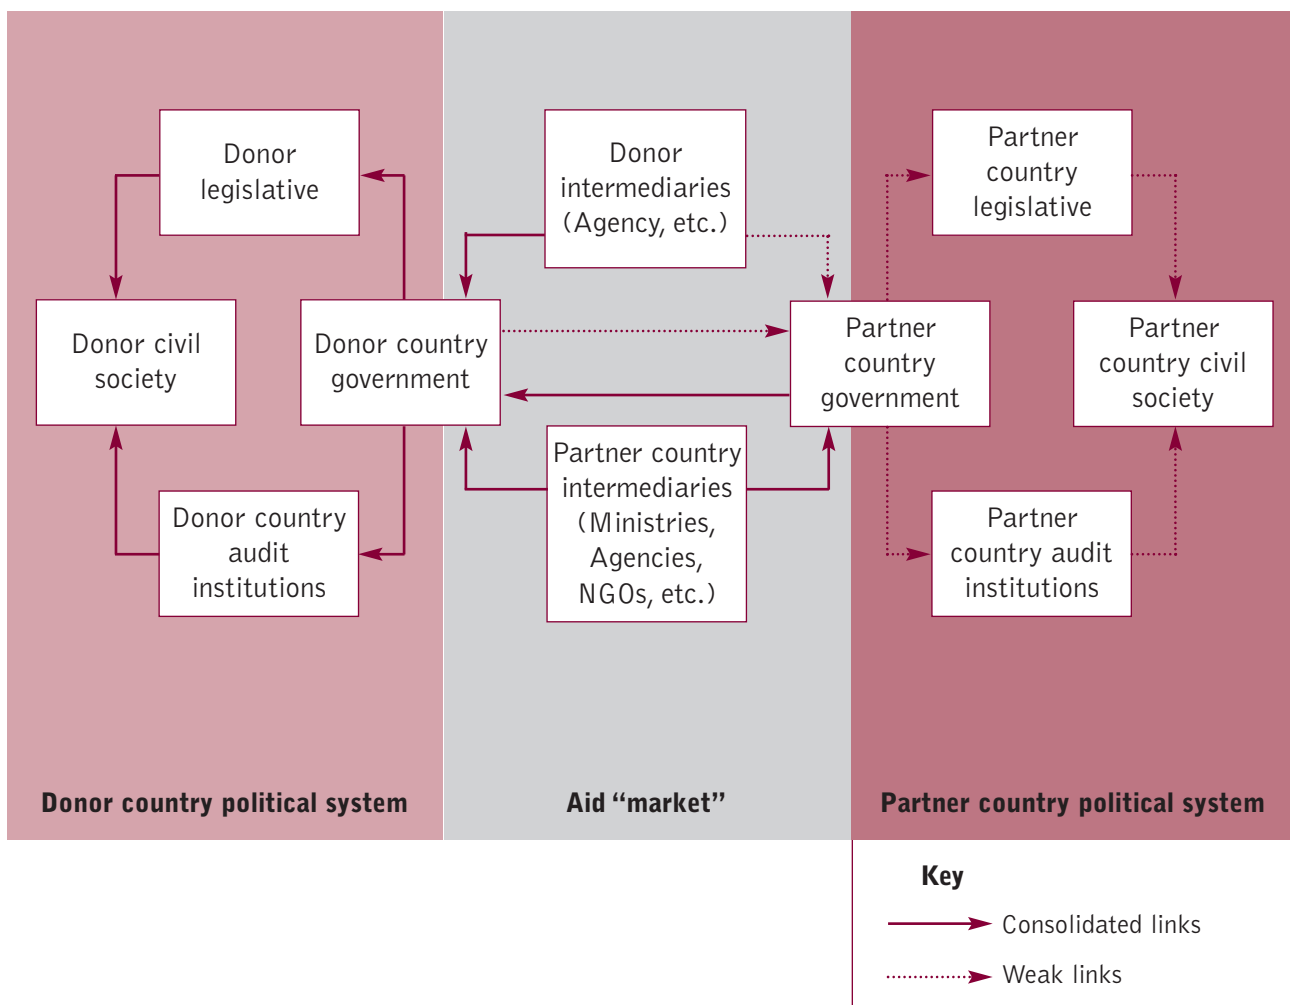 Donor
legislative
Donor
intermediaries
(Agency, etc.)
Partner
country
legislative
Donor civil
society
Donor country
government
Partner
country
government
Partner
country civil
society
Donor country
audit
institutions
Partner country
intermediaries
(Ministries,
Agencies,
NGOs, etc.)
Partner
country audit
institutions
Donor country political system
Aid “market”
Partner country political system
Key
Consolidated links
Weak links